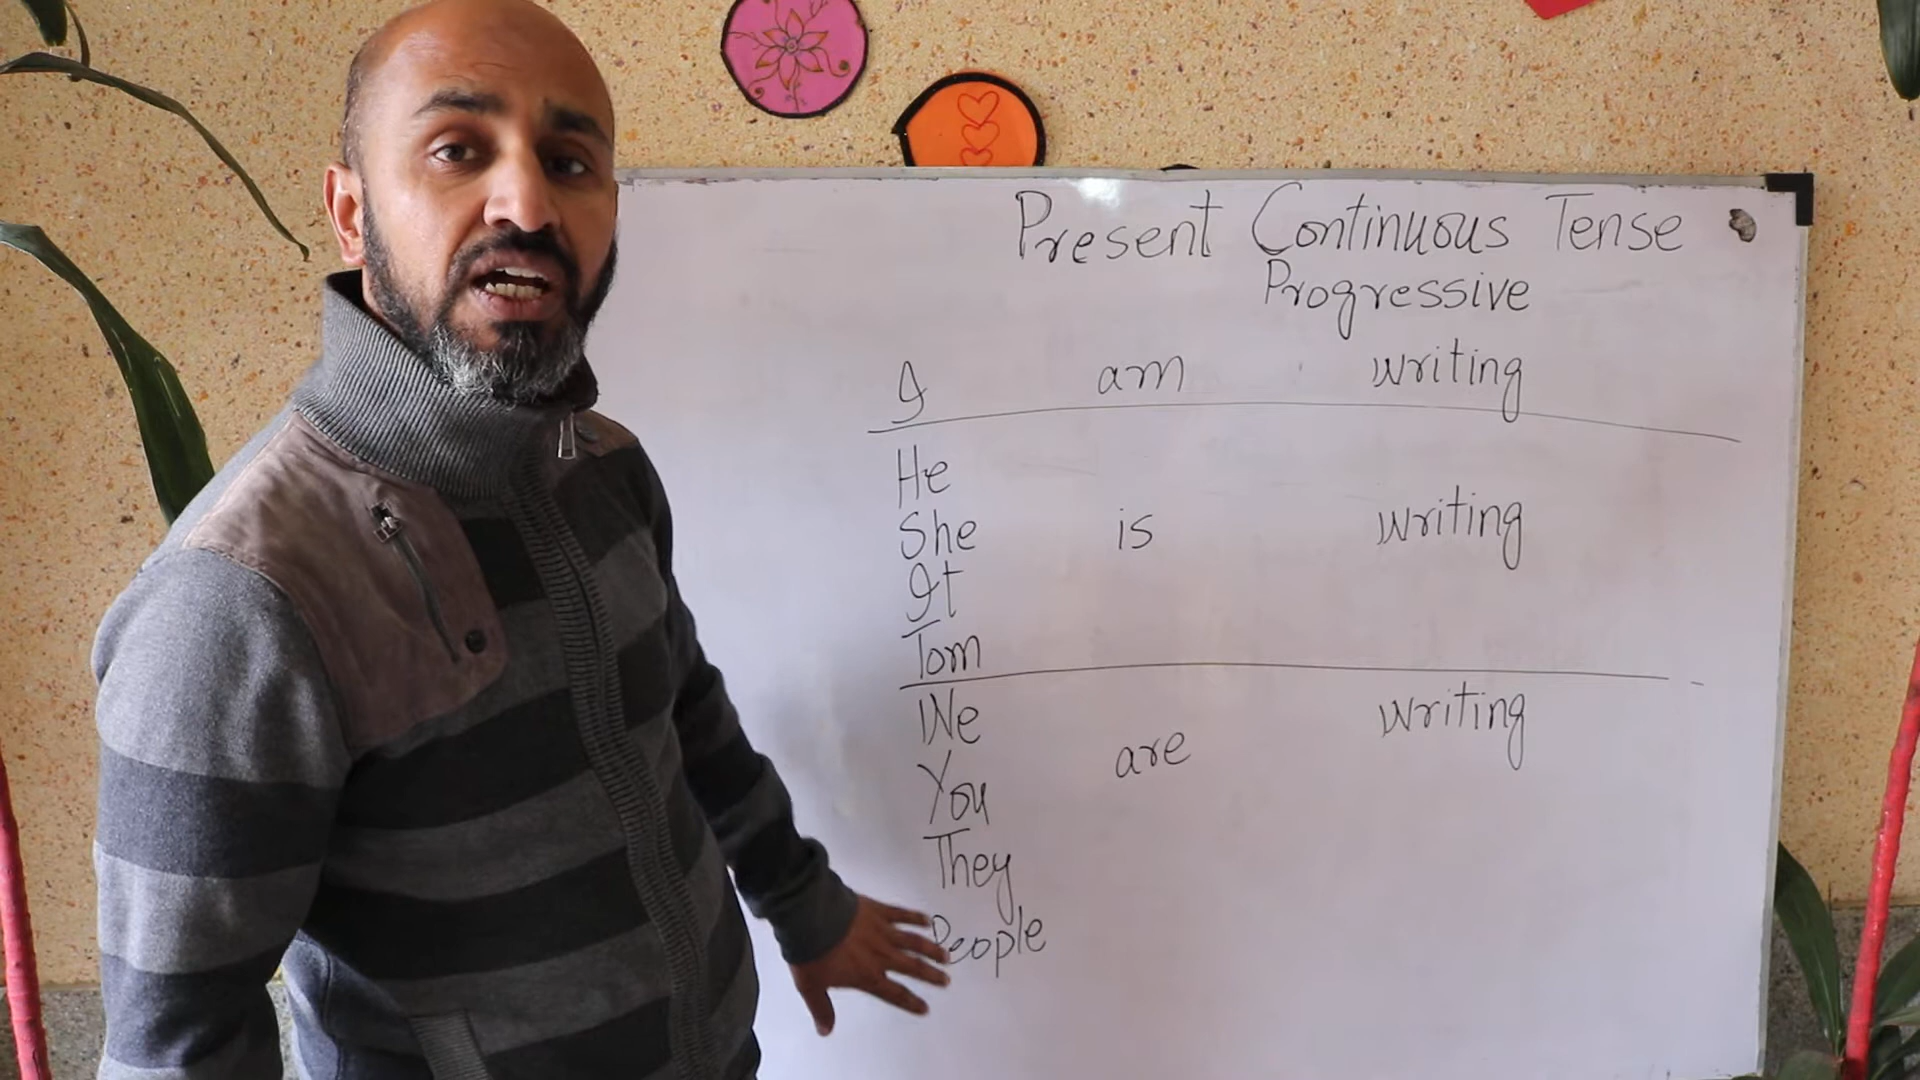 Present Continuous Tense
Progressive
I am writing
He
She is writing
It
Tom
We writing
You are
They
People